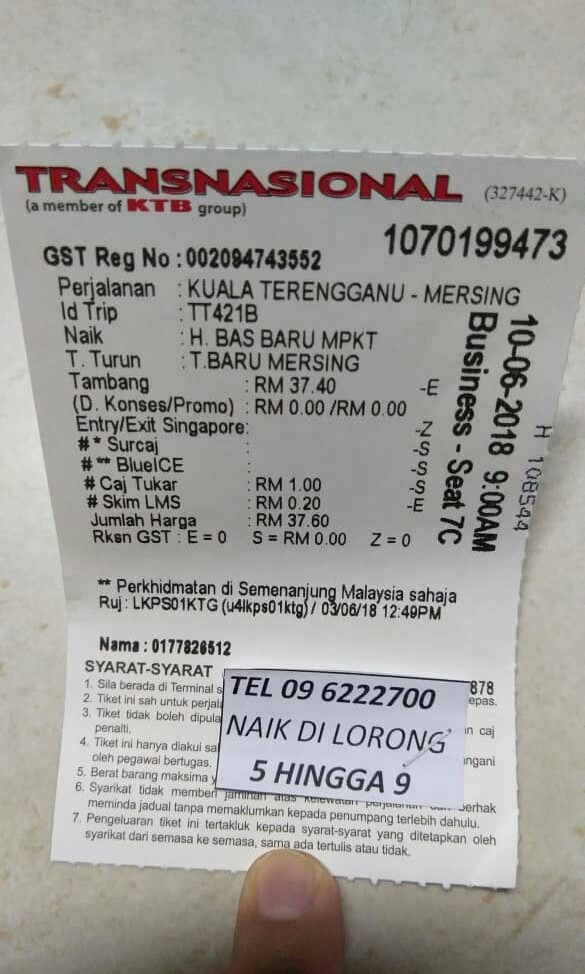 TRANSNASIONAL (327442-K)
(a member of KTB group)
1070199473
GST Reg No : 002094743552
Perjalanan : KUALA TERENGGANU - MERSING
Id Trip : TT421B
Naik : H. BAS BARU MPKT
T. Turun : T.BARU MERSING
Tambang : RM 37.40 -E
(D. Konses/Promo) : RM 0.00 /RM 0.00
Entry/Exit Singapore: -Z
# * Surcaj : -S
# ** BlueICE : -S
# Caj Tukar : RM 1.00 -S
# Skim LMS : RM 0.20 -E
Jumlah Harga : RM 37.60
Rksn GST : E = 0 S = RM 0.00 Z = 0
10-06-2018 9:00AM
Business - Seat 7C
H 108544
** Perkhidmatan di Semenanjung Malaysia sahaja
Ruj: LKPS01KTG (u4lkps01ktg) / 03/06/18 12:49PM
Nama : 0177826512
878
SYARAT-SYARAT
1. Sila berada di Terminal
2. Tiket ini sah untuk
3. Tiket tidak boleh caj
penalti.
4. Tiket ini hanya diakui
oleh pegawai bertugas.
5. Berat barang maksima
6. Syarikat tidak memberi jaminan atas kelewatan perjalanan dan berhak
meminda jadual tanpa memaklumkan kepada penumpang terlebih dahulu.
7. Pengeluaran tiket ini tertakluk kepada syarat-syarat yang ditetapkan oleh
syarikat dari semasa ke semasa, sama ada tertulis atau tidak.
TEL 09 6222700
NAIK DI LORONG
5 HINGGA 9